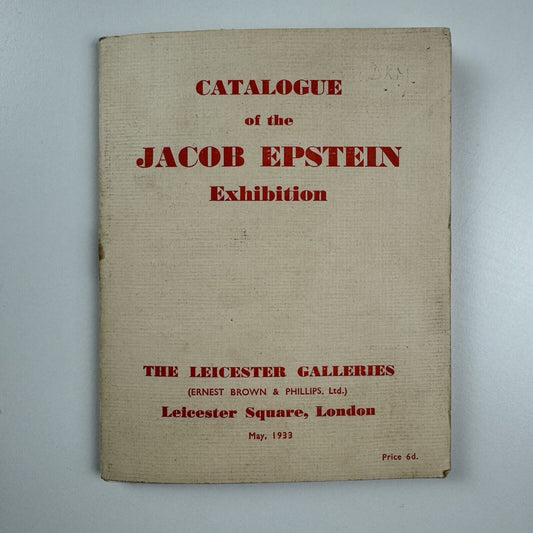 CATALOGUE
of the
JACOB EPSTEIN
Exhibition
THE LEICESTER GALLERIES
(ERNEST BROWN & PHILLIPS, Ltd.)
Leicester Square, London
May, 1933
Price 6d.